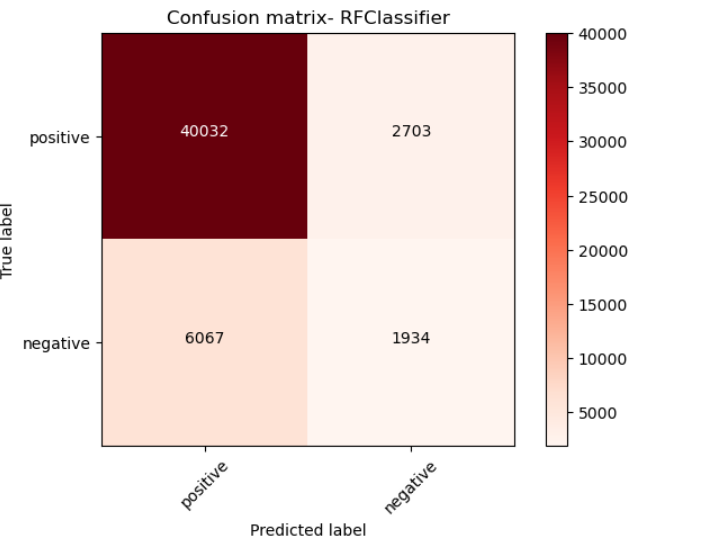 Confusion matrix- RFClassifier
40000
35000
30000
25000
20000
15000
10000
5000
True label
positive
40032
2703
negative
6067
1934
positive
negative
Predicted label